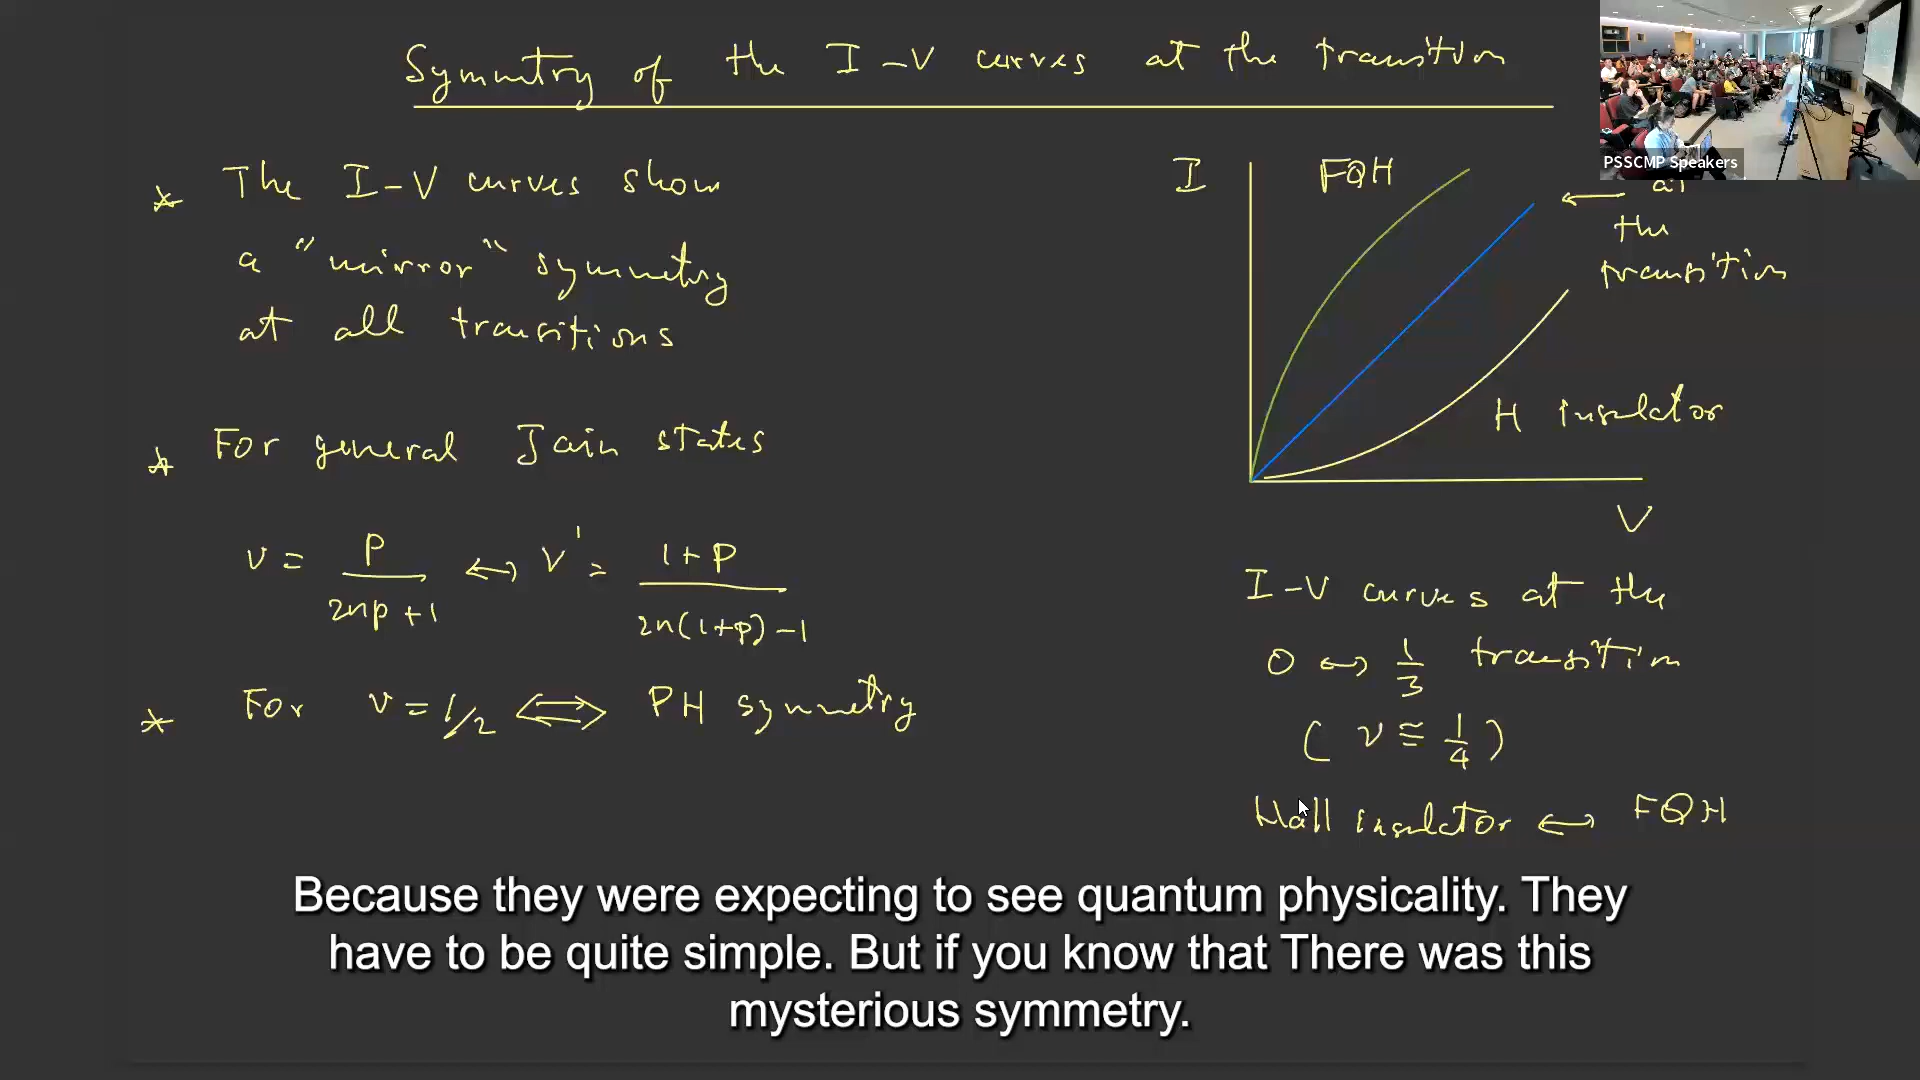 Symmetry of the I-V curves at the transition
PSSCMP Speakers
* The I-V curves show
a "mirror" symmetry
at all transitions
* For general Jain states
ν = p/(2np+1) ↔ ν' = (1+p)/(2n(1+p)-1)
* For ν = 1/2 ⟺ PH symmetry
I
FQH
← at
the
transition
H insulator
V
I-V curves at the
0 ↔ 1/3 transition
(ν ≅ 1/4)
Hall insulator ↔ FQH
Because they were expecting to see quantum physicality. They
have to be quite simple. But if you know that There was this
mysterious symmetry.